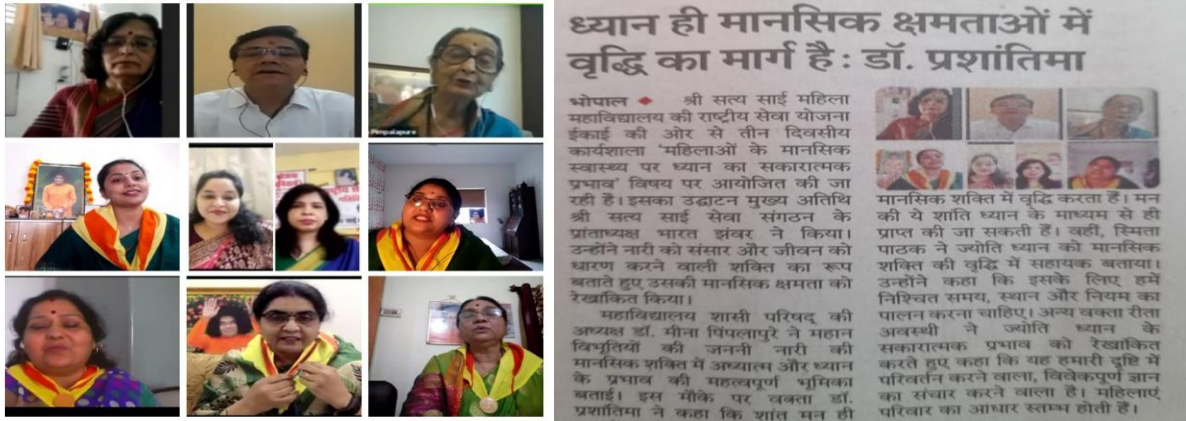 Pimpalapure
ध्यान ही मानसिक क्षमताओं में
वृद्धि का मार्ग है : डॉ. प्रशांतिमा
भोपाल ◆ श्री सत्य साई महिला
महाविद्यालय की राष्ट्रीय सेवा योजना
ईकाई की ओर से तीन दिवसीय
कार्यशाला 'महिलाओं के मानसिक
स्वास्थ्य पर ध्यान का सकारात्मक
प्रभाव' विषय पर आयोजित की जा
रही है। इसका उद्घाटन मुख्य अतिथि
श्री सत्य साई सेवा संगठन के
प्रांताध्यक्ष भारत झंवर ने किया।
उन्होंने नारी को संसार और जीवन को
धारण करने वाली शक्ति का रूप
बताते हुए उसकी मानसिक क्षमता को
रेखांकित किया।
महाविद्यालय शासी परिषद् की
अध्यक्ष डॉ. मीना पिंपलापुरे ने महान
विभूतियों की जननी नारी की
मानसिक शक्ति में अध्यात्म और ध्यान
के प्रभाव की महत्वपूर्ण भूमिका
बताई। इस मौके पर वक्ता डॉ.
प्रशांतिमा ने कहा कि शांत मन ही
मानसिक शक्ति में वृद्धि करता है। मन
की ये शांति ध्यान के माध्यम से ही
प्राप्त की जा सकती हैं। वहीं, स्मिता
पाठक ने ज्योति ध्यान को मानसिक
शक्ति की वृद्धि में सहायक बताया।
उन्होंने कहा कि इसके लिए हमें
निश्चित समय, स्थान और नियम का
पालन करना चाहिए। अन्य वक्ता रीता
अवस्थी ने ज्योति ध्यान के
सकारात्मक प्रभाव को रेखांकित
करते हुए कहा कि यह हमारी दृष्टि में
परिवर्तन करने वाला, विवेकपूर्ण ज्ञान
का संचार करने वाला है। महिलाएं
परिवार का आधार स्तम्भ होती हैं।